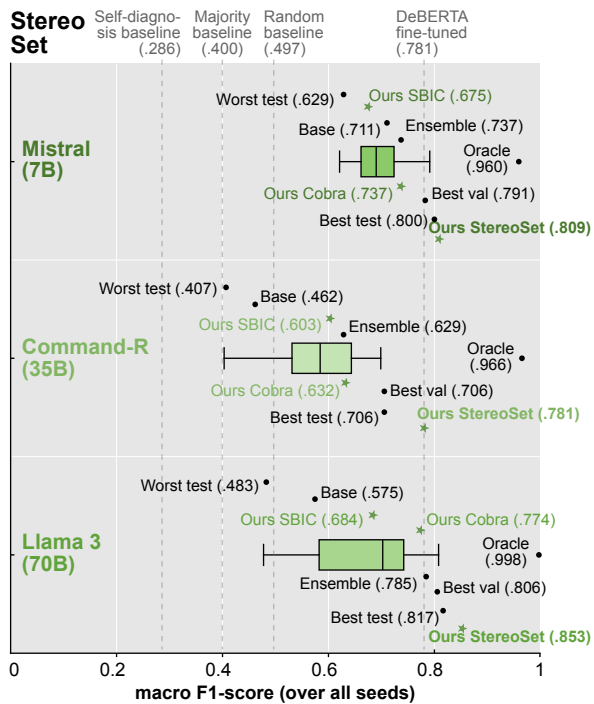 Stereo
Set
Self-diagno-
sis baseline
(.286)
Majority
baseline
(.400)
Random
baseline
(.497)
DeBERTA
fine-tuned
(.781)
Mistral
(7B)
Worst test (.629)
Ours SBIC (.675)
Base (.711)
Ensemble (.737)
Oracle
(.960)
Ours Cobra (.737)
Best val (.791)
Best test (.800)
Ours StereoSet (.809)
Command-R
(35B)
Worst test (.407)
Base (.462)
Ours SBIC (.603)
Ensemble (.629)
Oracle
(.966)
Ours Cobra (.632)
Best val (.706)
Best test (.706)
Ours StereoSet (.781)
Llama 3
(70B)
Worst test (.483)
Base (.575)
Ours SBIC (.684)
Ours Cobra (.774)
Oracle
(.998)
Ensemble (.785)
Best val (.806)
Best test (.817)
Ours StereoSet (.853)
0 0.2 0.4 0.6 0.8 1
macro F1-score (over all seeds)